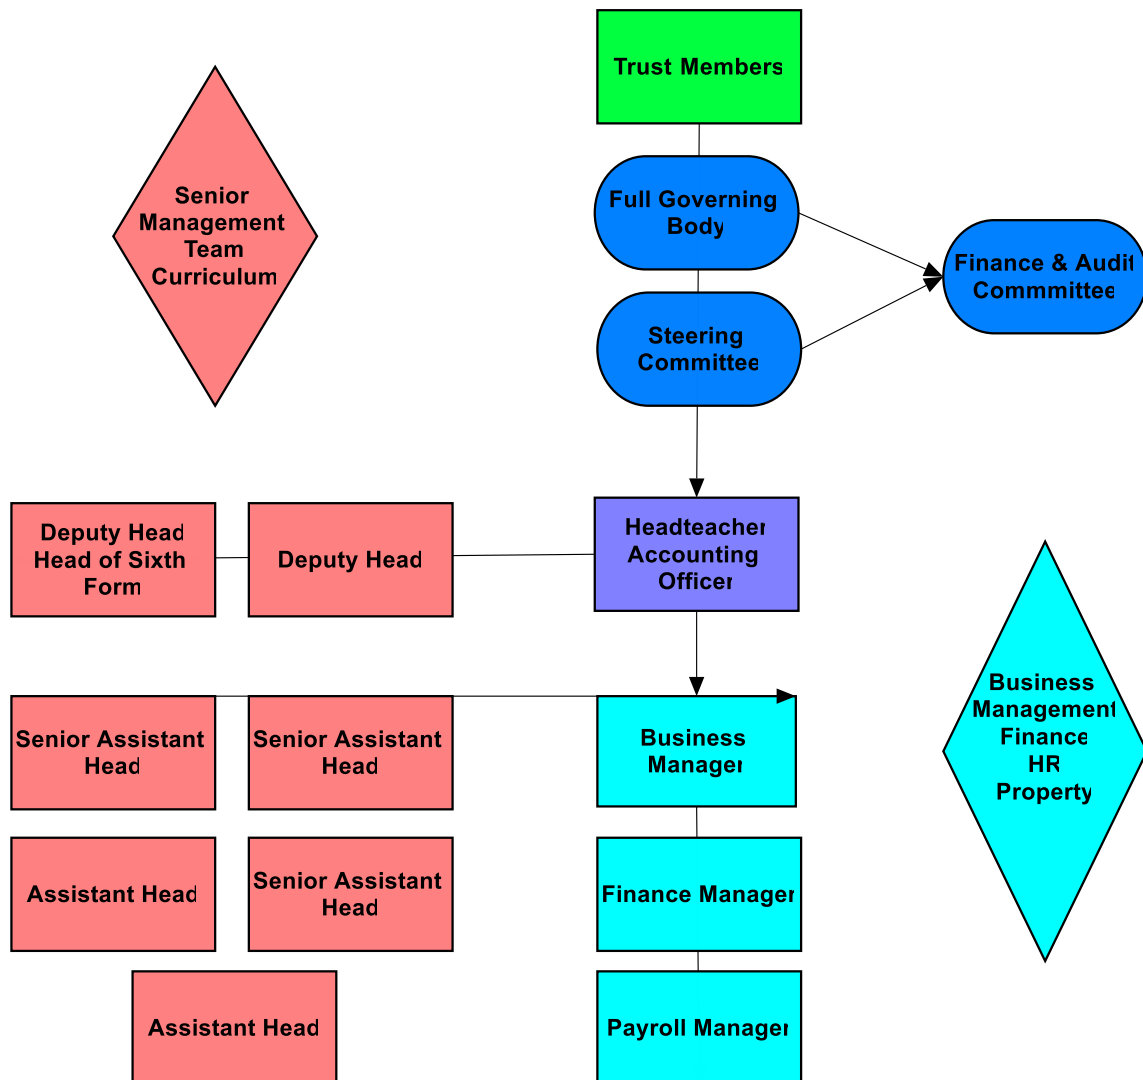 Trust Members
Senior
Management
Team
Curriculum
Full Governing
Body
Finance & Audit
Commmittee
Steering
Committee
Deputy Head
Head of Sixth
Form
Deputy Head
Headteacher
Accounting
Officer
Business
Management
Finance
HR
Property
Senior Assistant
Head
Senior Assistant
Head
Business
Manager
Assistant Head
Senior Assistant
Head
Finance Manager
Assistant Head
Payroll Manager